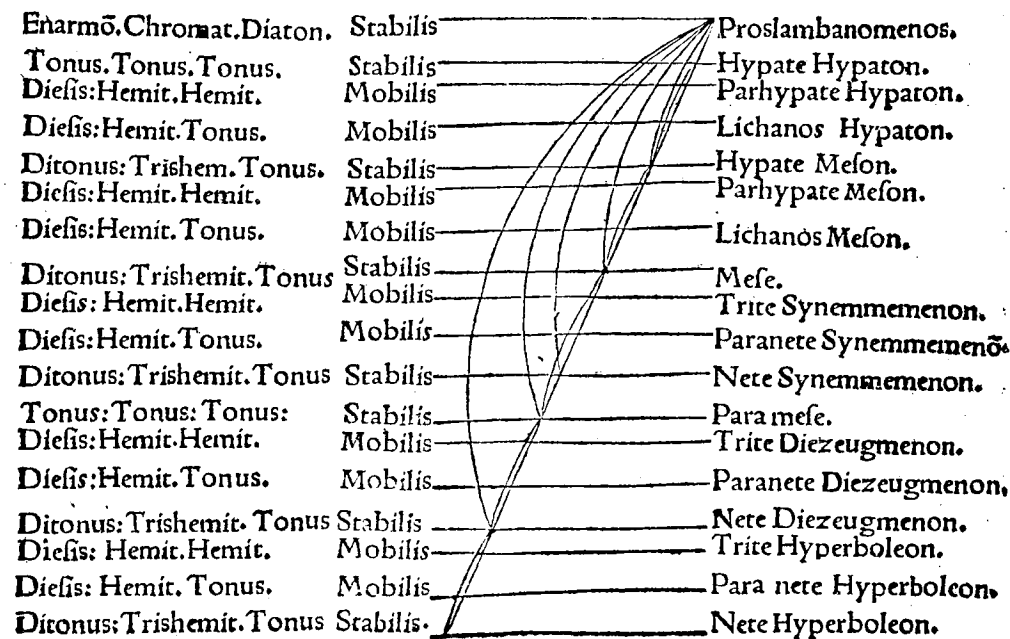 Enarmõ.Chromat.Diaton. Stabilis Proslambanomenos.
Tonus.Tonus.Tonus. Stabilis Hypate Hypaton.
Dieſis:Hemit.Hemit. Mobilis Parhypate Hypaton.
Dieſis:Hemit.Tonus. Mobilis Lichanos Hypaton.
Ditonus:Trishem.Tonus. Stabilis Hypate Meſon.
Dieſis:Hemit.Hemit. Mobilis Parhypate Meſon.
Dieſis:Hemit.Tonus. Mobilis Lichanos Meſon.
Ditonus:Trishemit.Tonus Stabilis Meſe.
Dieſis: Hemit.Hemit. Mobilis Trite Synemmemenon.
Dieſis:Hemit.Tonus. Mobilis Paranete Synemmemenõ.
Ditonus:Trishemit.Tonus Stabilis Nete Synemmemenon.
Tonus:Tonus:Tonus: Stabilis Para meſe.
Dieſis:Hemit.Hemit. Mobilis Trite Diezeugmenon.
Dieſis:Hemit.Tonus. Mobilis Paranete Diezeugmenon.
Ditonus:Trishemit. Tonus Stabilis Nete Diezeugmenon.
Dieſis: Hemit.Hemit. Mobilis Trite Hyperboleon.
Dieſis: Hemit.Tonus. Mobilis Para nete Hyperboleon.
Ditonus:Trishemit.Tonus Stabilis. Nete Hyperboleon.